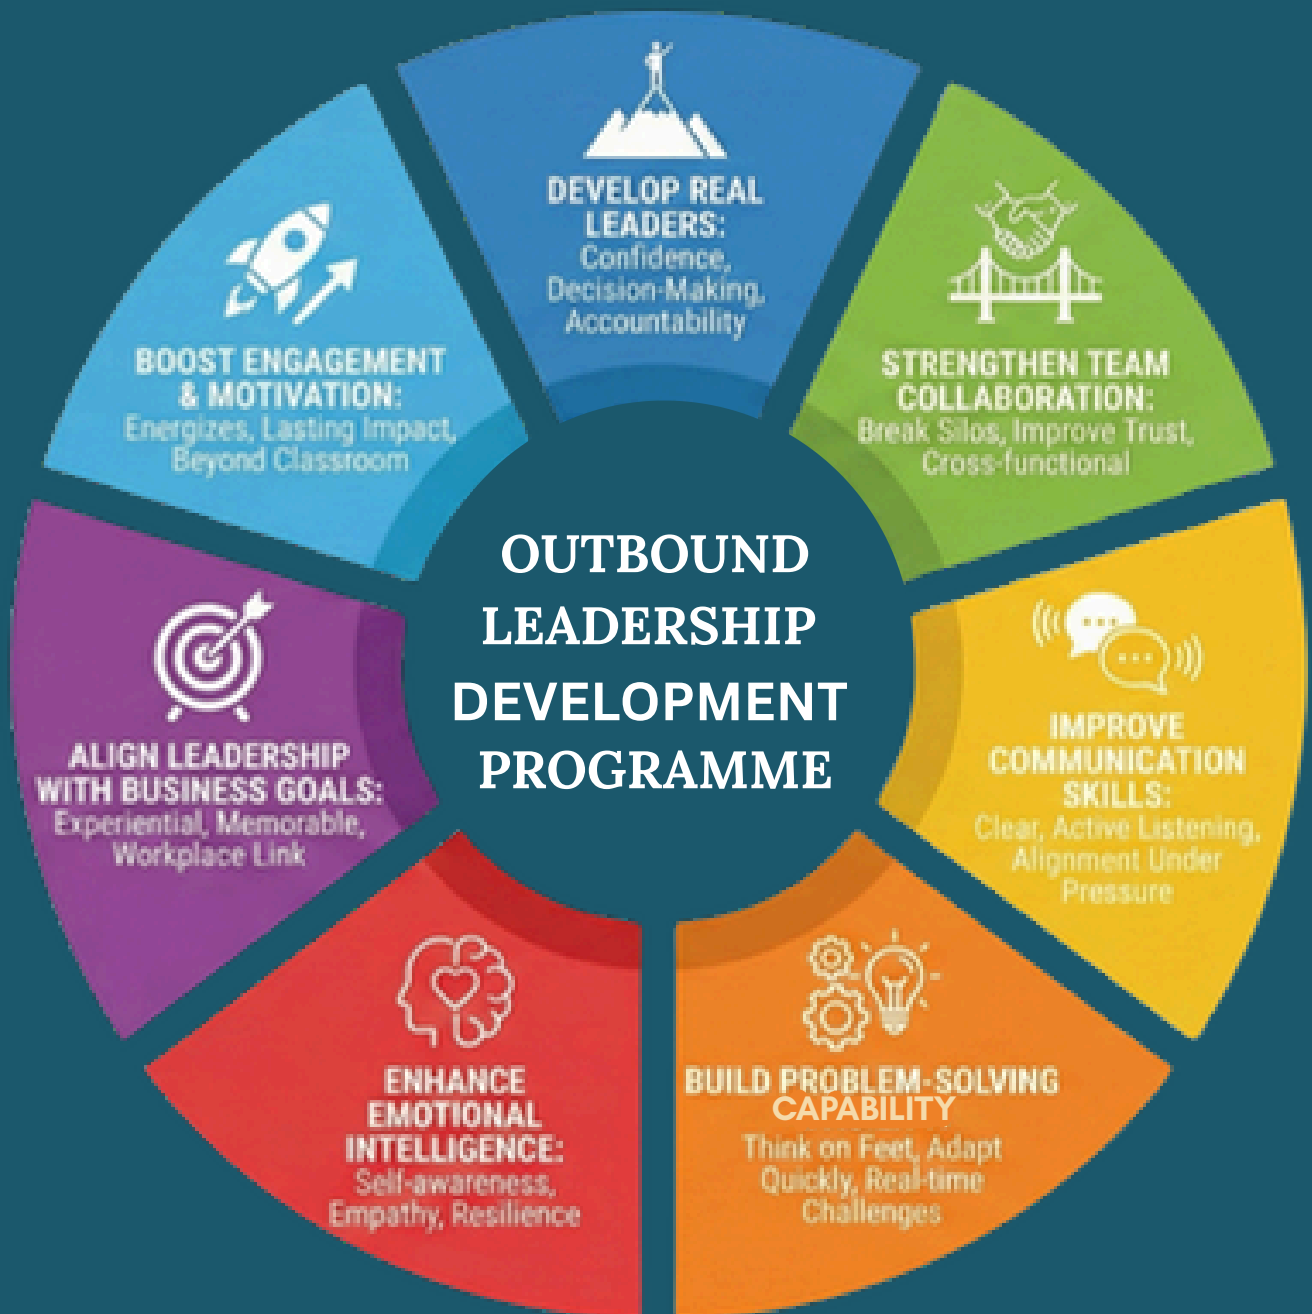 OUTBOUND
LEADERSHIP
DEVELOPMENT
PROGRAMME
DEVELOP REAL
LEADERS:
Confidence,
Decision-Making,
Accountability
STRENGTHEN TEAM
COLLABORATION:
Break Silos, Improve Trust,
Cross-functional
IMPROVE
COMMUNICATION
SKILLS:
Clear, Active Listening,
Alignment Under
Pressure
BUILD PROBLEM-SOLVING
CAPABILITY
Think on Feet, Adapt
Quickly, Real-time
Challenges
ENHANCE
EMOTIONAL
INTELLIGENCE:
Self-awareness,
Empathy, Resilience
ALIGN LEADERSHIP
WITH BUSINESS GOALS:
Experiential, Memorable,
Workplace Link
BOOST ENGAGEMENT
& MOTIVATION:
Energizes, Lasting Impact,
Beyond Classroom